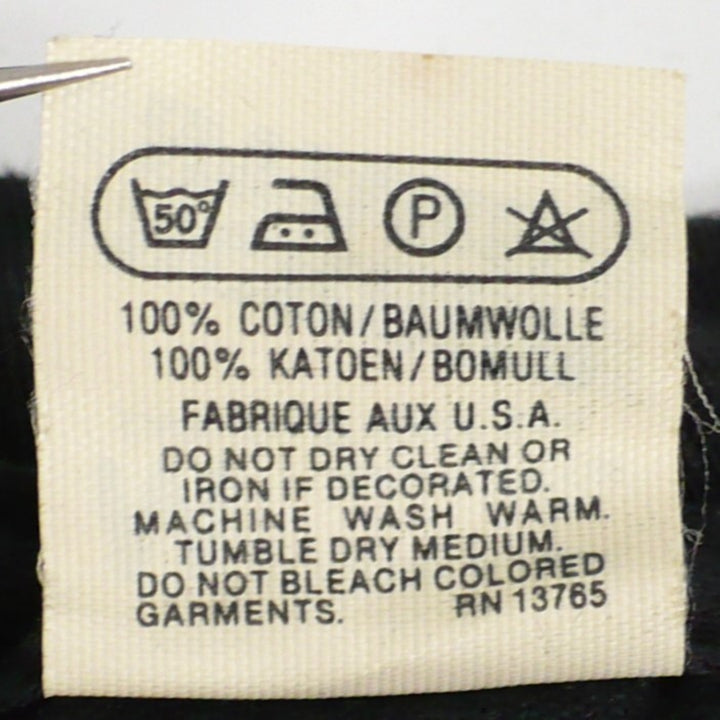 50°
P
100% COTON/BAUMWOLLE
100% KATOEN/BOMULL
FABRIQUE AUX U.S.A.
DO NOT DRY CLEAN OR
IRON IF DECORATED.
MACHINE WASH WARM.
TUMBLE DRY MEDIUM.
DO NOT BLEACH COLORED
GARMENTS. RN 13765